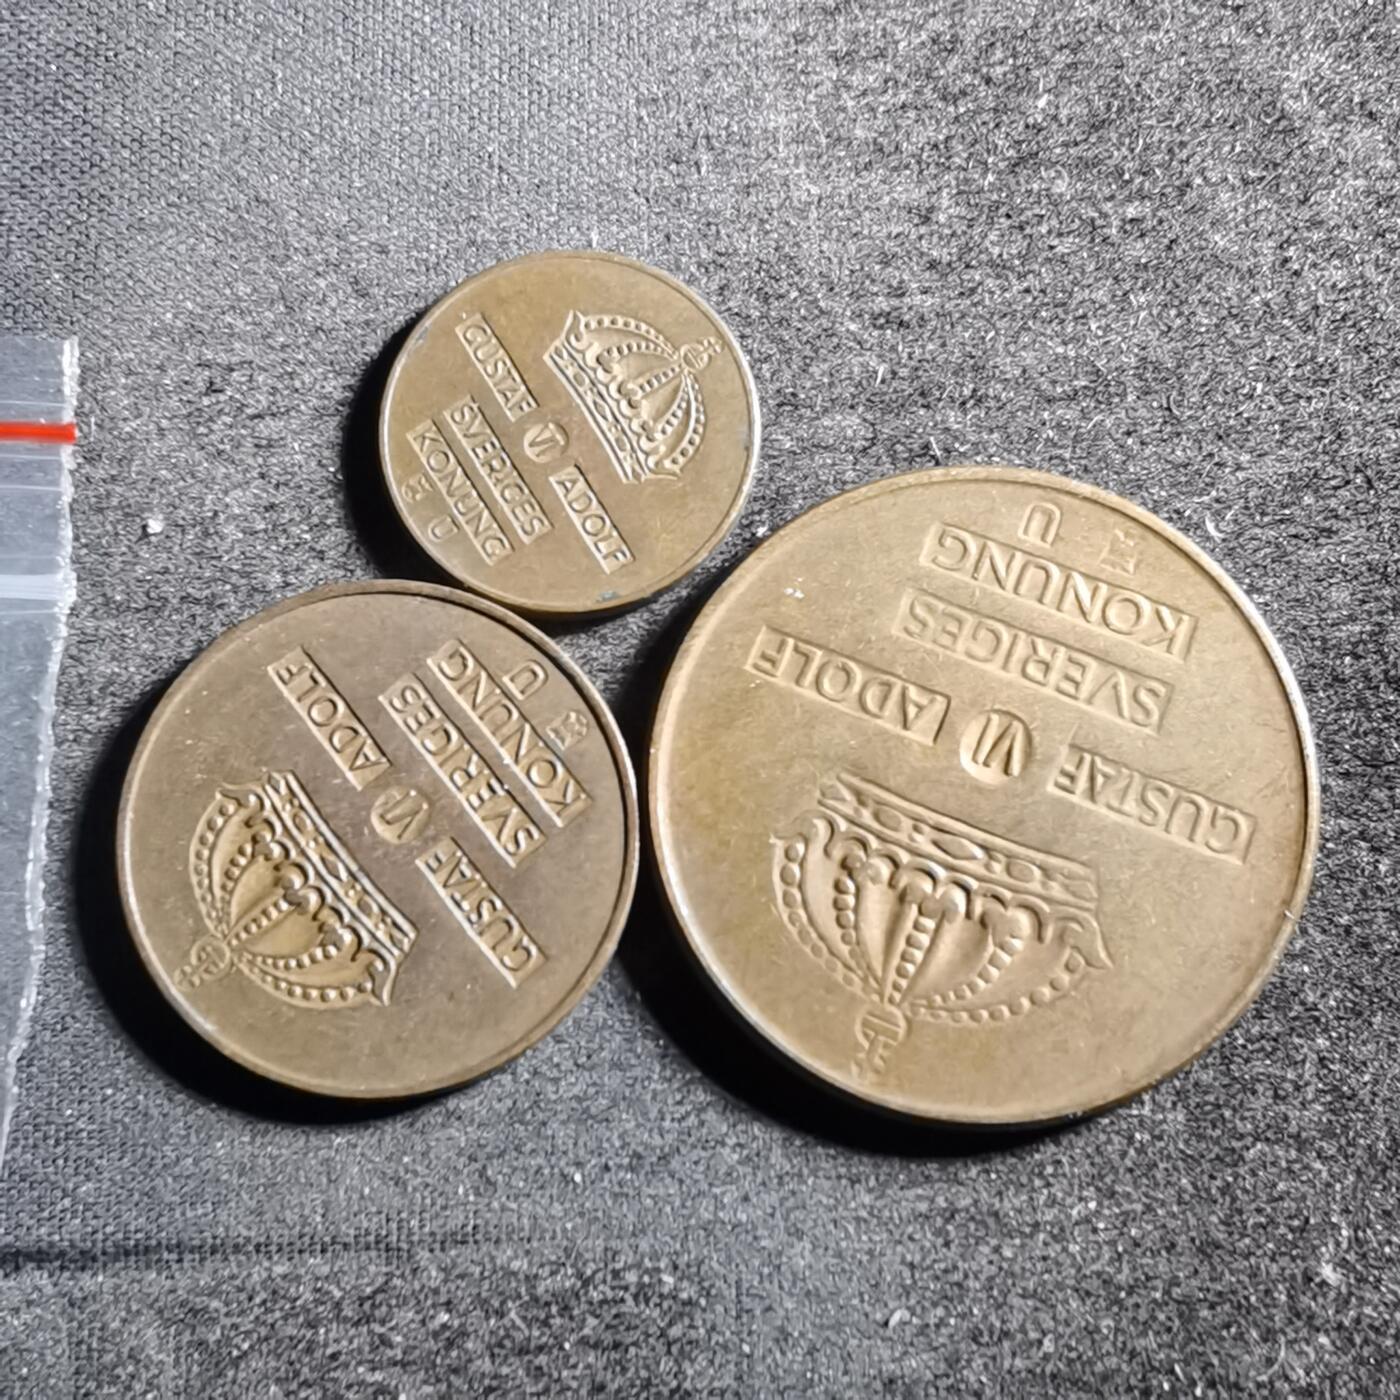 GUSTAF VI ADOLF
SVERIGES
KONUNG
U
GUSTAF VI ADOLF
SVERIGES
KONUNG
U
GUSTAF VI ADOLF
SVERIGES
KONUNG
U